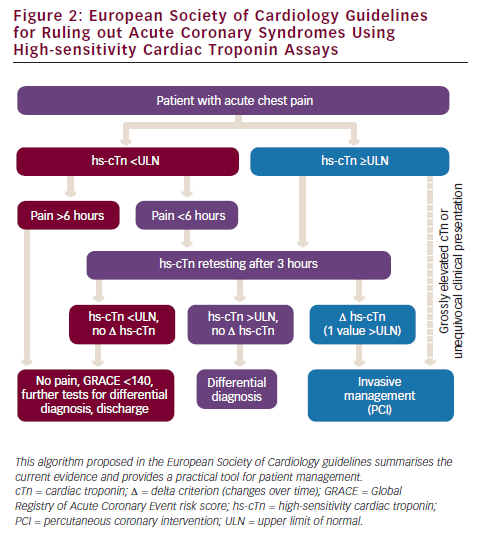 Figure 2: European Society of Cardiology Guidelines
for Ruling out Acute Coronary Syndromes Using
High-sensitivity Cardiac Troponin Assays
Patient with acute chest pain
hs-cTn <ULN
hs-cTn ≥ULN
Pain >6 hours
Pain <6 hours
Grossly elevated cTn or
unequivocal clinical presentation
hs-cTn retesting after 3 hours
hs-cTn <ULN,
no Δ hs-cTn
hs-cTn >ULN,
no Δ hs-cTn
Δ hs-cTn
(1 value >ULN)
No pain, GRACE <140,
further tests for differential
diagnosis, discharge
Differential
diagnosis
Invasive
management
(PCI)
This algorithm proposed in the European Society of Cardiology guidelines summarises the
current evidence and provides a practical tool for patient management.
cTn = cardiac troponin; Δ = delta criterion (changes over time); GRACE = Global
Registry of Acute Coronary Event risk score; hs-cTn = high-sensitivity cardiac troponin;
PCI = percutaneous coronary intervention; ULN = upper limit of normal.